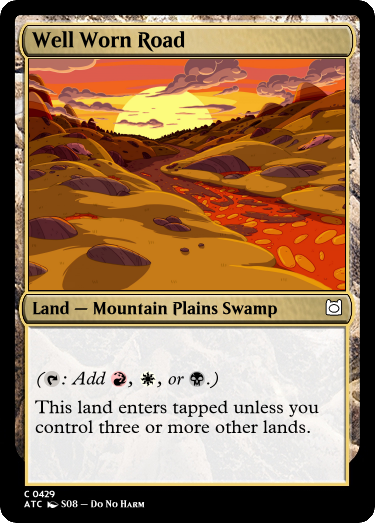 Well Worn Road
Land — Mountain Plains Swamp
(: Add , , or .)
This land enters tapped unless you
control three or more other lands.
C 0429
ATC S08 – Do No Harm